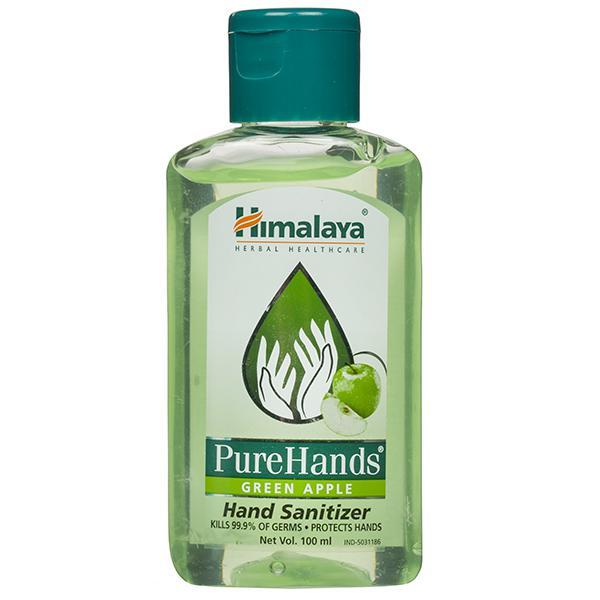 Himalaya®
HERBAL HEALTHCARE
PureHands®
GREEN APPLE
Hand Sanitizer
KILLS 99.9% OF GERMS • PROTECTS HANDS
Net Vol. 100 ml IND-5031186